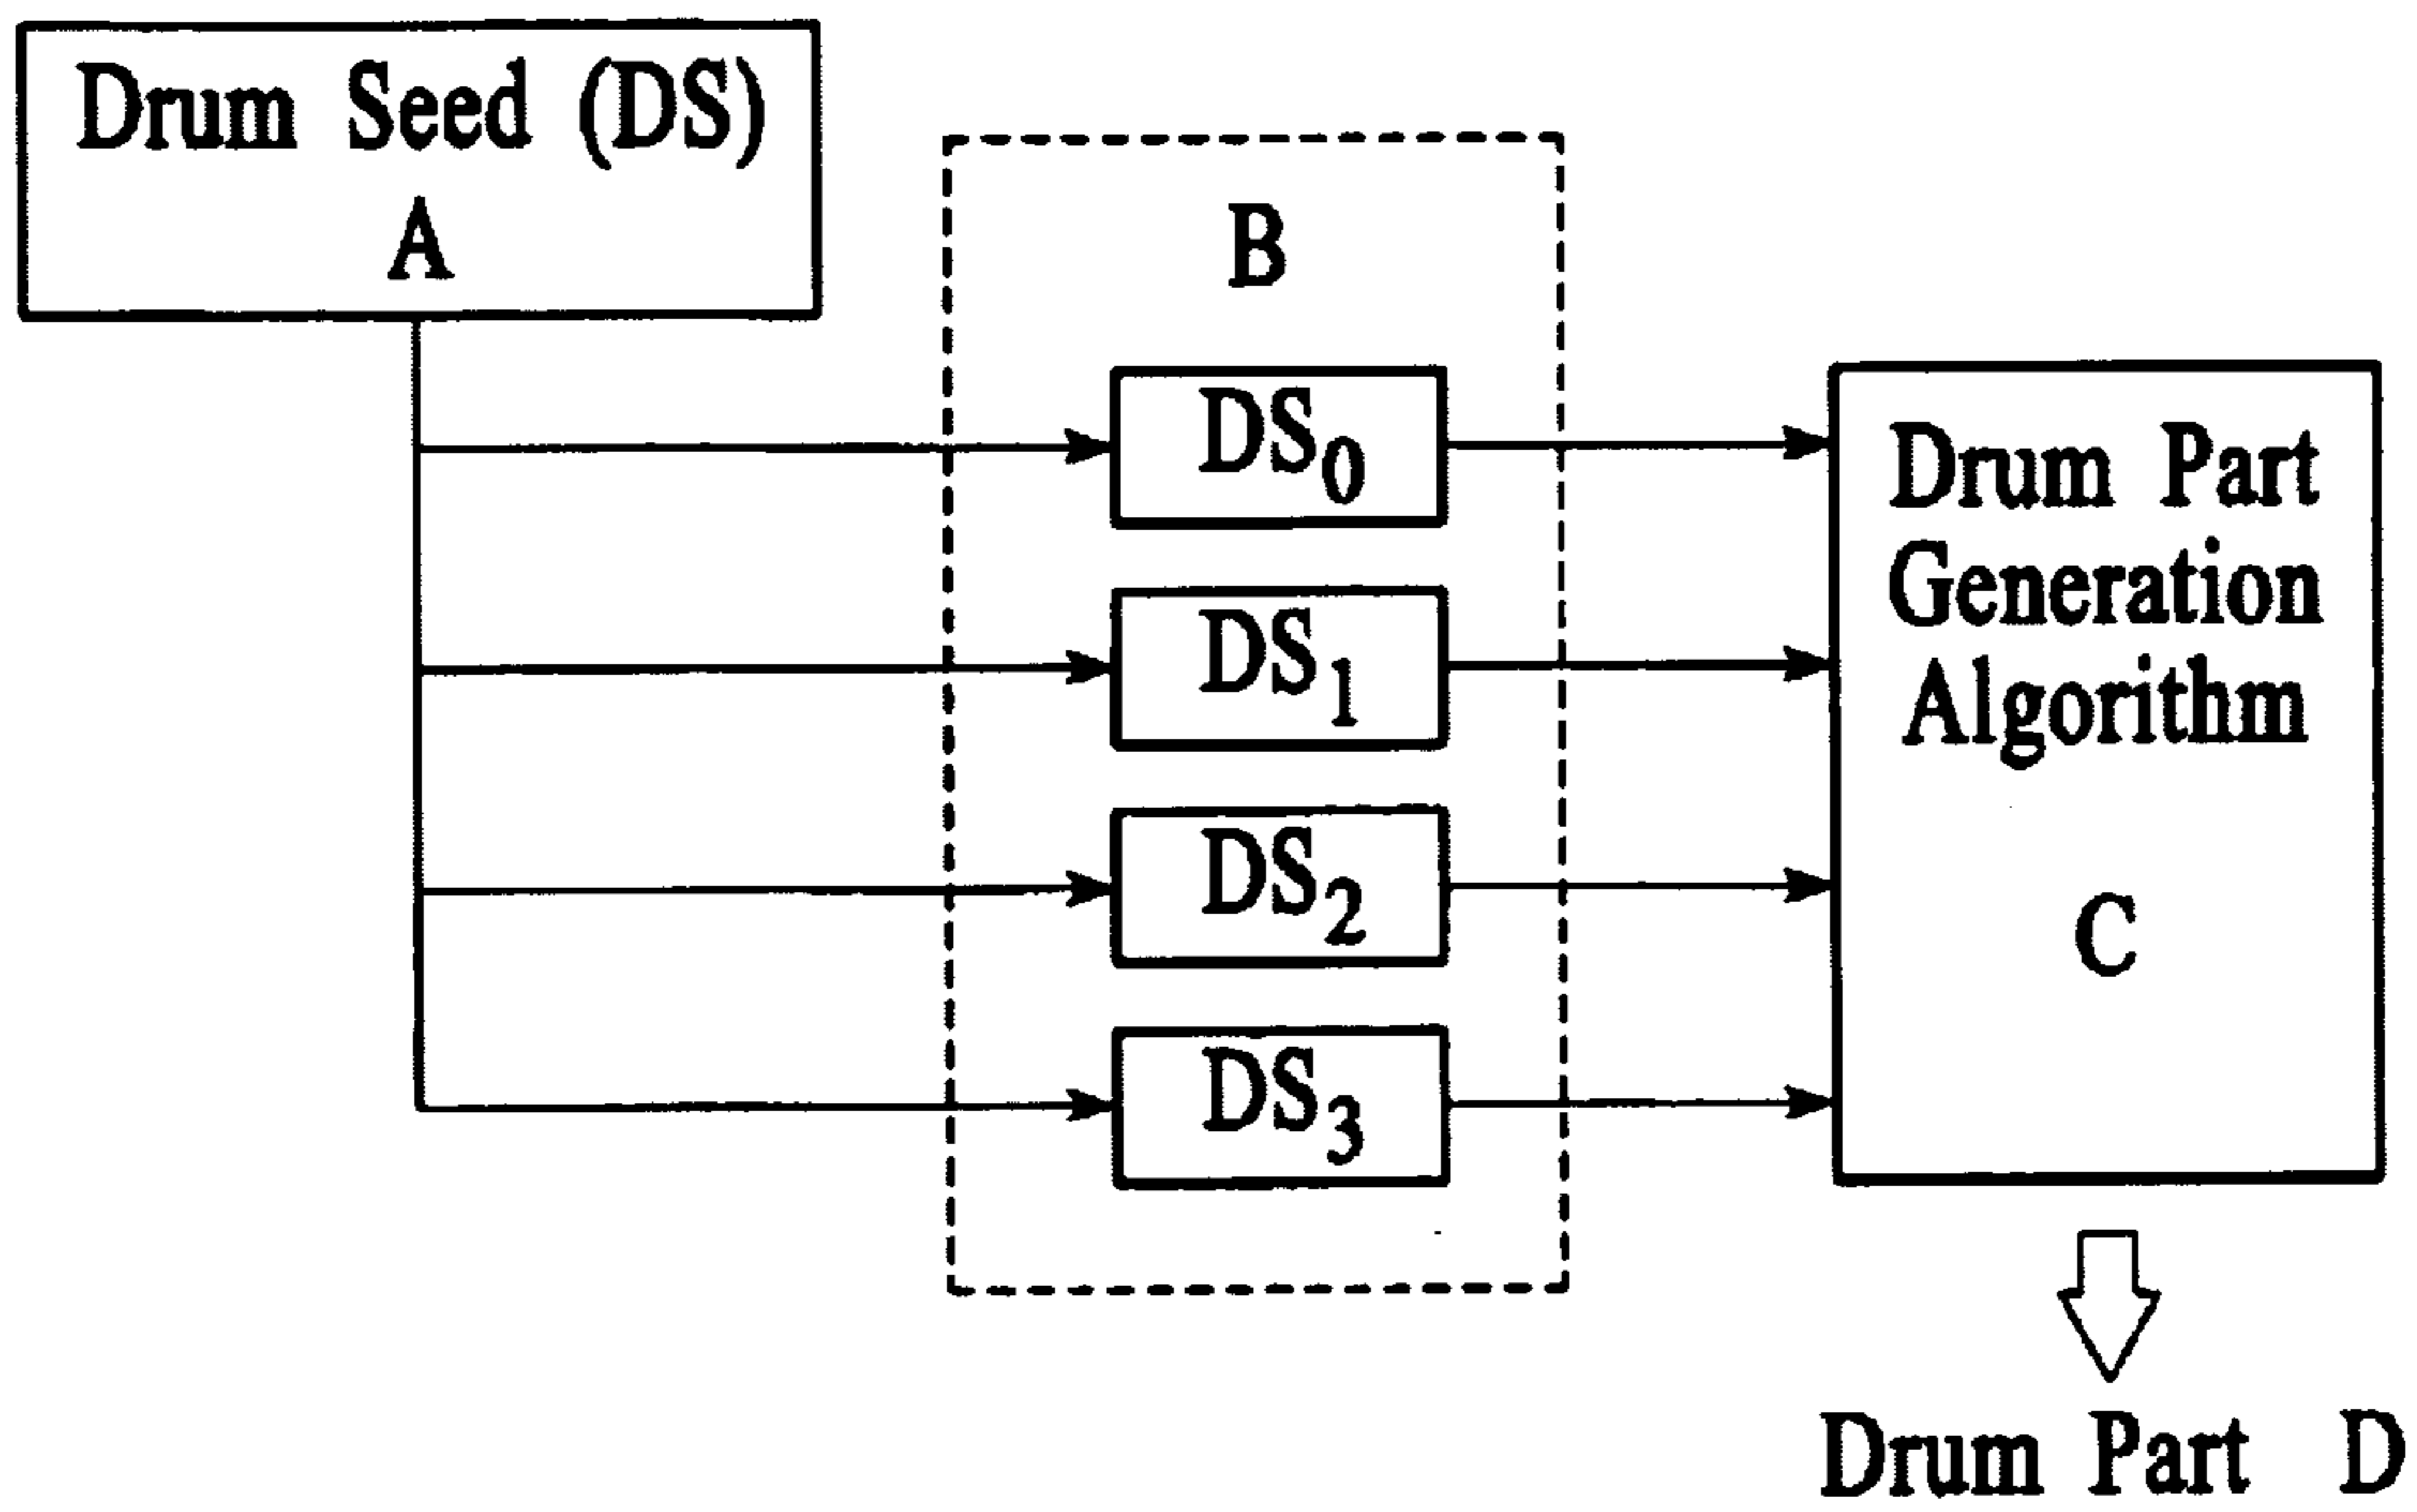 Drum Seed (DS)
A
B
DS0
DS1
DS2
DS3
Drum Part
Generation
Algorithm
C
Drum Part D